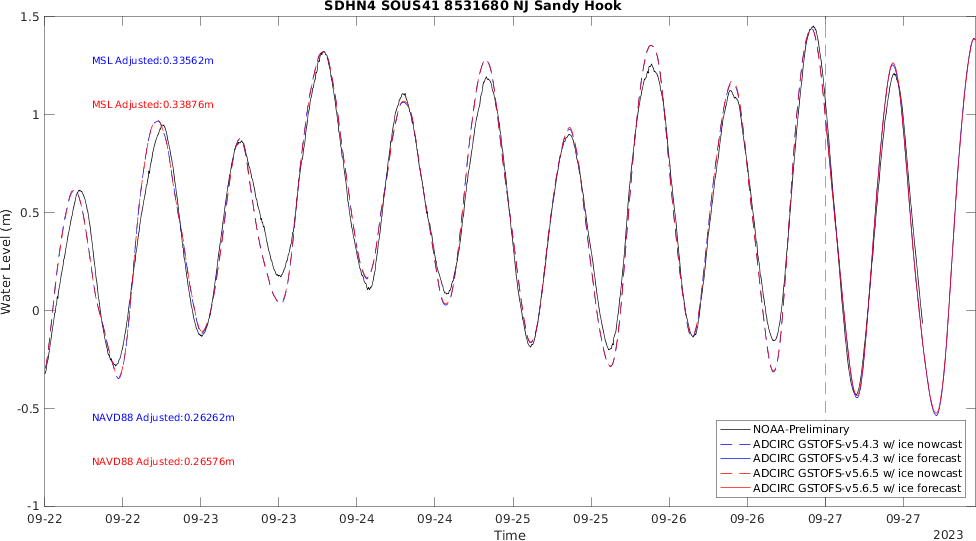 SDHN4 SOUS41 8531680 NJ Sandy Hook
1.5
MSL Adjusted:0.33562m
MSL Adjusted:0.33876m
1
0.5
Water Level (m)
0
-0.5
NAVD88 Adjusted:0.26262m
NAVD88 Adjusted:0.26576m
NOAA-Preliminary
ADCIRC GSTOFS-v5.4.3 w/ ice nowcast
ADCIRC GSTOFS-v5.4.3 w/ ice forecast
ADCIRC GSTOFS-v5.6.5 w/ ice nowcast
ADCIRC GSTOFS-v5.6.5 w/ ice forecast
-1
09-22 09-22 09-23 09-23 09-24 09-24 09-25 09-25 09-26 09-26 09-27 09-27
Time
2023